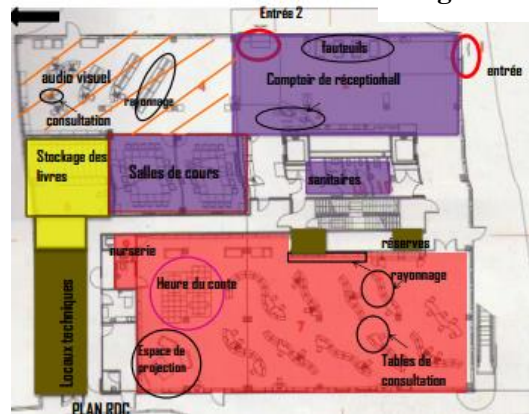 Entrée 2
fauteuils
audio visuel
Comptoir de réceptionhall
entrée
rayonnage
consultation
Stockage des
livres
Salles de cours
sanitaires
nurserie
réserves
rayonnage
Heure du conte
Locaux techniques
Espace de
projection
Tables de
consultation
PLAN RDC